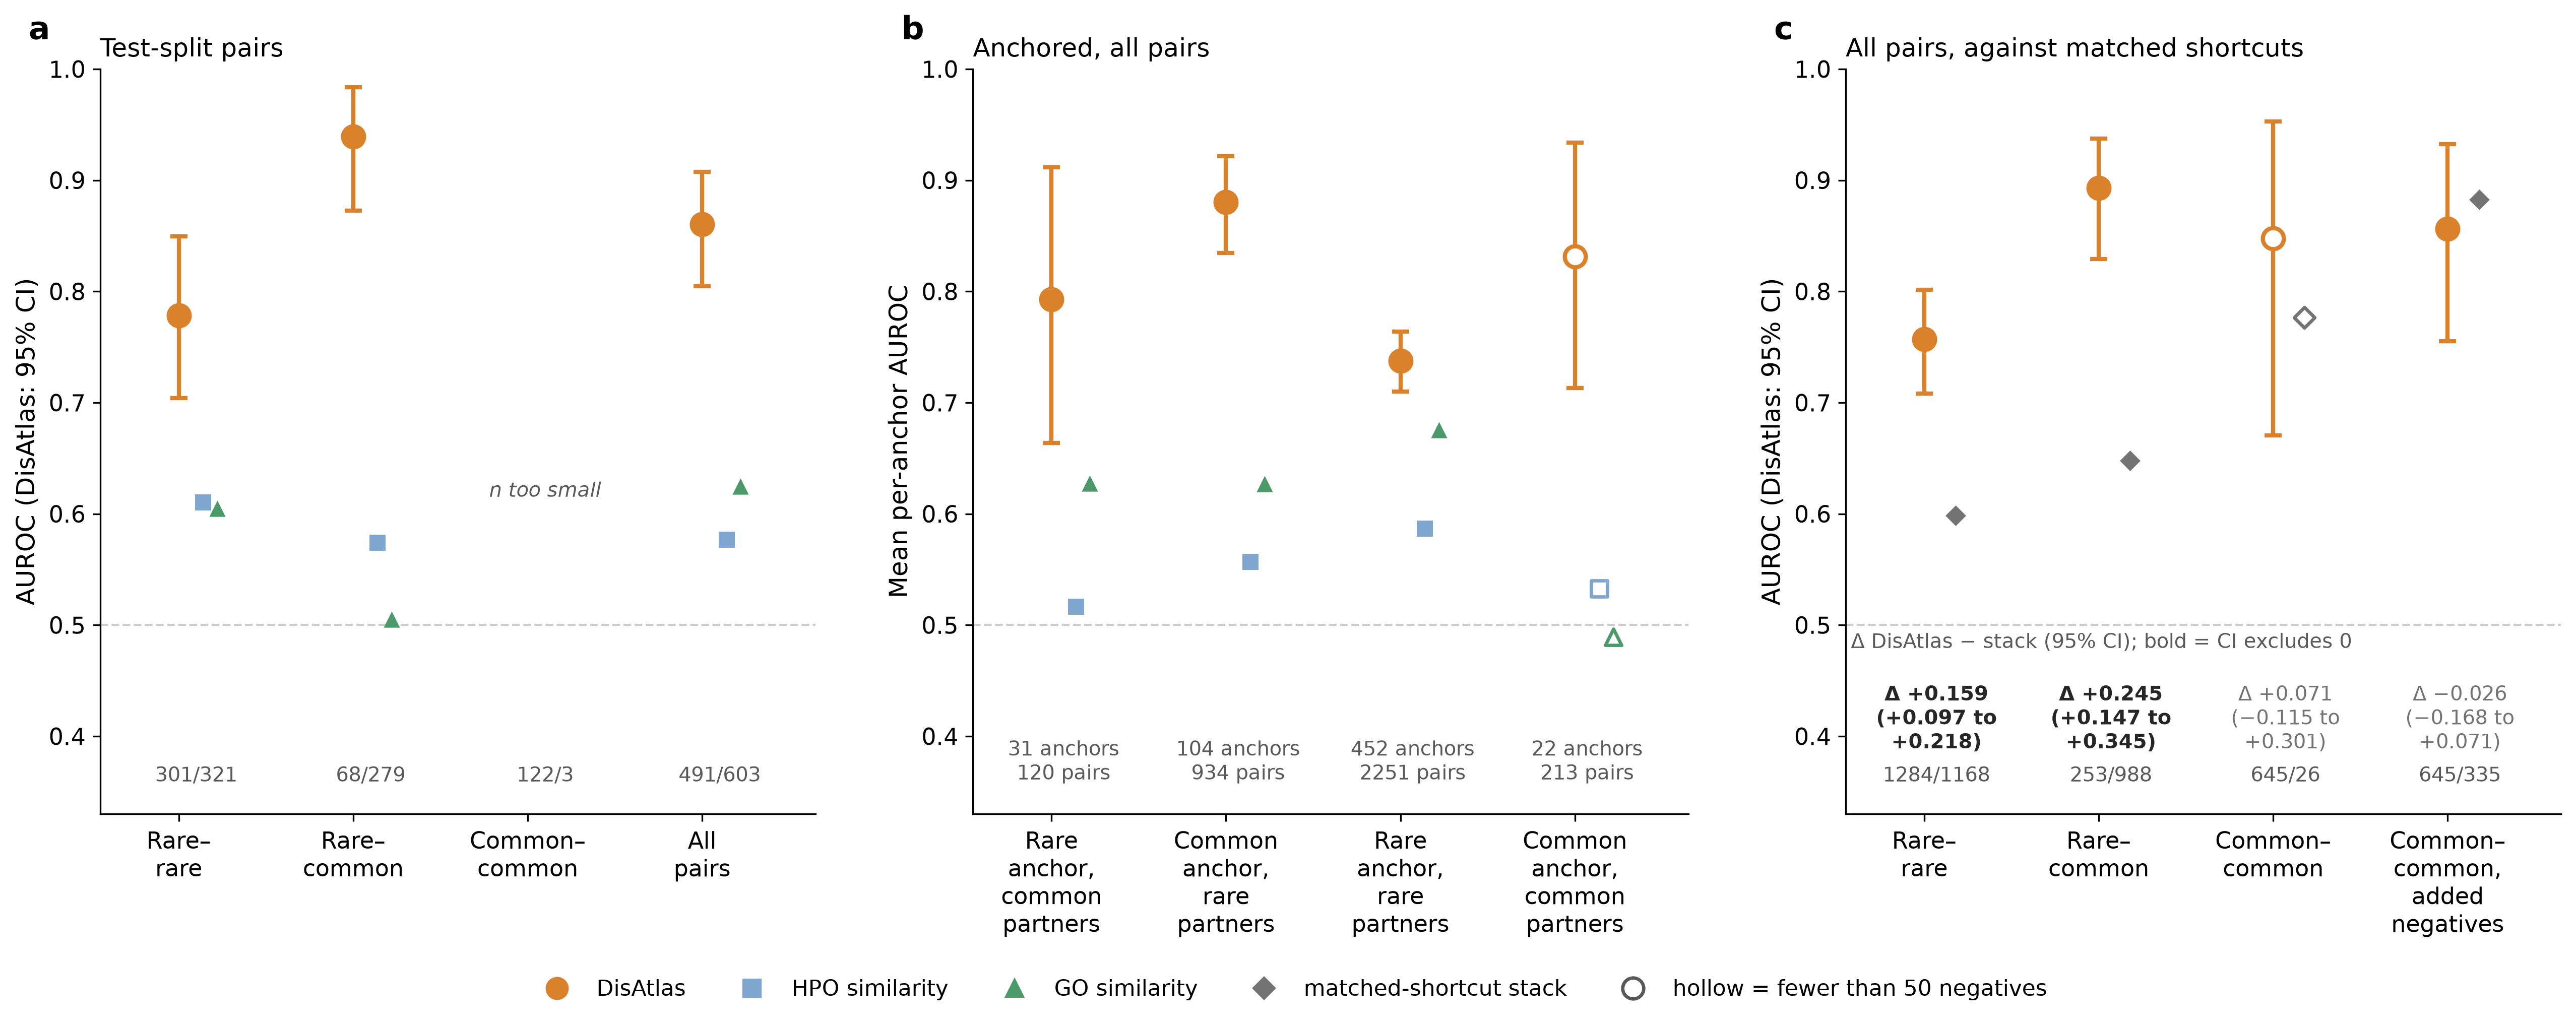 a
Test-split pairs
AUROC (DisAtlas: 95% CI)
1.0
0.9
0.8
0.7
0.6
0.5
0.4
n too small
301/321
68/279
122/3
491/603
Rare–
rare
Rare–
common
Common–
common
All
pairs
b
Anchored, all pairs
Mean per-anchor AUROC
1.0
0.9
0.8
0.7
0.6
0.5
0.4
31 anchors
120 pairs
104 anchors
934 pairs
452 anchors
2251 pairs
22 anchors
213 pairs
Rare
anchor,
common
partners
Common
anchor,
rare
partners
Rare
anchor,
rare
partners
Common
anchor,
common
partners
c
All pairs, against matched shortcuts
AUROC (DisAtlas: 95% CI)
1.0
0.9
0.8
0.7
0.6
0.5
0.4
Δ DisAtlas − stack (95% CI); bold = CI excludes 0
Δ +0.159
(+0.097 to
+0.218)
1284/1168
Δ +0.245
(+0.147 to
+0.345)
253/988
Δ +0.071
(−0.115 to
+0.301)
645/26
Δ −0.026
(−0.168 to
+0.071)
645/335
Rare–
rare
Rare–
common
Common–
common
Common–
common,
added
negatives
DisAtlas
HPO similarity
GO similarity
matched-shortcut stack
hollow = fewer than 50 negatives